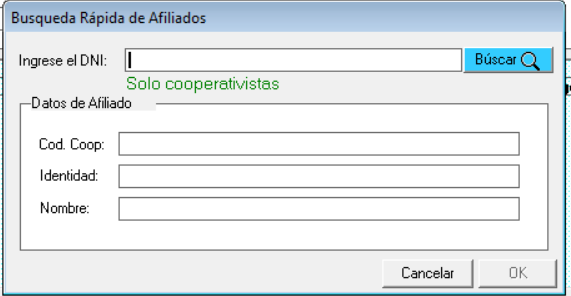 Busqueda Rápida de Afiliados
Ingrese el DNI:
Búscar
Solo cooperativistas
Datos de Afiliado
Cod. Coop:
Identidad:
Nombre:
Cancelar
OK